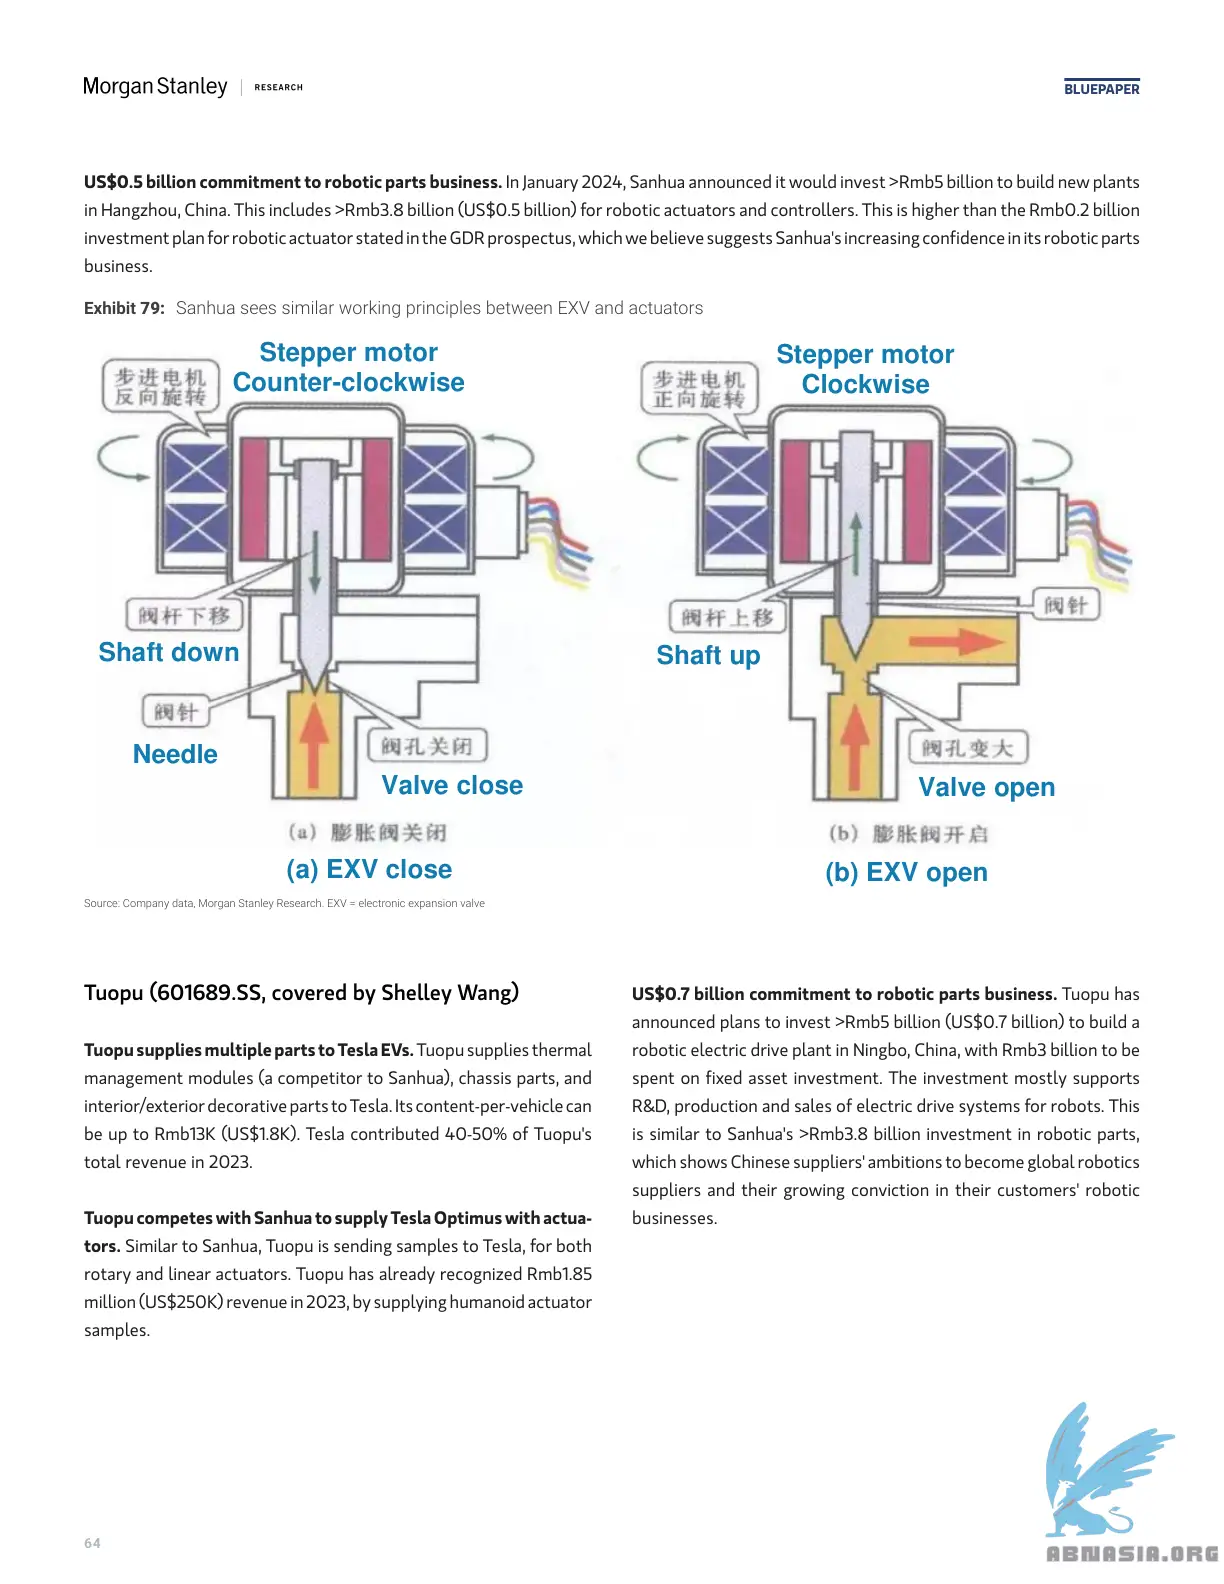 Morgan Stanley | RESEARCH
BLUEPAPER
US$0.5 billion commitment to robotic parts business. In January 2024, Sanhua announced it would invest >Rmb5 billion to build new plants
in Hangzhou, China. This includes >Rmb3.8 billion (US$0.5 billion) for robotic actuators and controllers. This is higher than the Rmb0.2 billion
investment plan for robotic actuator stated in the GDR prospectus, which we believe suggests Sanhua's increasing confidence in its robotic parts
business.
Exhibit 79: Sanhua sees similar working principles between EXV and actuators
Stepper motor
Counter-clockwise
步进电机
反向旋转
阀杆下移
Shaft down
阀针
Needle
阀孔关闭
Valve close
(a) 膨胀阀关闭
(a) EXV close
Stepper motor
Clockwise
步进电机
正向旋转
阀针
阀杆上移
Shaft up
阀孔变大
Valve open
(b) 膨胀阀开启
(b) EXV open
Source: Company data, Morgan Stanley Research. EXV = electronic expansion valve
Tuopu (601689.SS, covered by Shelley Wang)
Tuopu supplies multiple parts to Tesla EVs. Tuopu supplies thermal
management modules (a competitor to Sanhua), chassis parts, and
interior/exterior decorative parts to Tesla. Its content-per-vehicle can
be up to Rmb13K (US$1.8K). Tesla contributed 40-50% of Tuopu's
total revenue in 2023.
Tuopu competes with Sanhua to supply Tesla Optimus with actua-
tors. Similar to Sanhua, Tuopu is sending samples to Tesla, for both
rotary and linear actuators. Tuopu has already recognized Rmb1.85
million (US$250K) revenue in 2023, by supplying humanoid actuator
samples.
US$0.7 billion commitment to robotic parts business. Tuopu has
announced plans to invest >Rmb5 billion (US$0.7 billion) to build a
robotic electric drive plant in Ningbo, China, with Rmb3 billion to be
spent on fixed asset investment. The investment mostly supports
R&D, production and sales of electric drive systems for robots. This
is similar to Sanhua's >Rmb3.8 billion investment in robotic parts,
which shows Chinese suppliers' ambitions to become global robotics
suppliers and their growing conviction in their customers' robotic
businesses.
64
ABNASIA.ORG